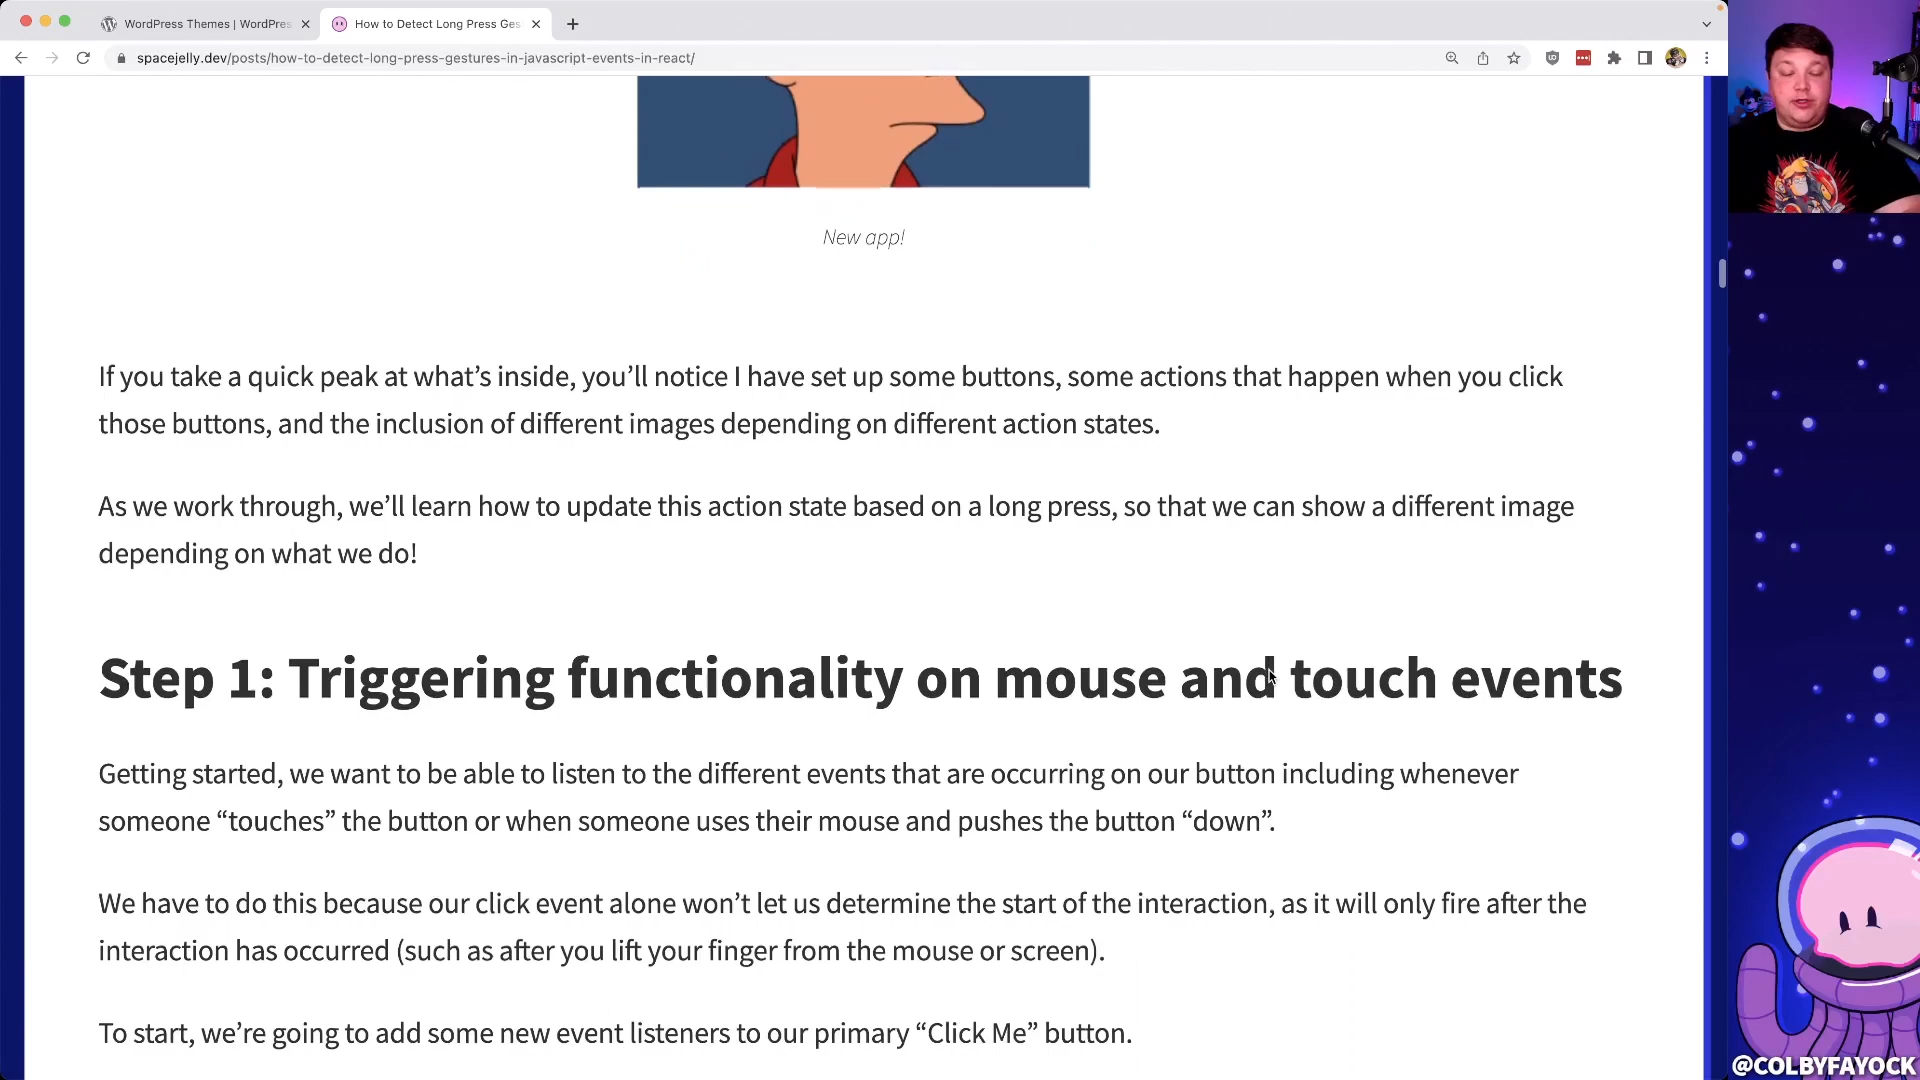 WordPress Themes | WordPres
How to Detect Long Press Ges
spacejelly.dev/posts/how-to-detect-long-press-gestures-in-javascript-events-in-react/
New app!
If you take a quick peak at what’s inside, you’ll notice I have set up some buttons, some actions that happen when you click
those buttons, and the inclusion of different images depending on different action states.
As we work through, we’ll learn how to update this action state based on a long press, so that we can show a different image
depending on what we do!
Step 1: Triggering functionality on mouse and touch events
Getting started, we want to be able to listen to the different events that are occurring on our button including whenever
someone “touches” the button or when someone uses their mouse and pushes the button “down”.
We have to do this because our click event alone won’t let us determine the start of the interaction, as it will only fire after the
interaction has occurred (such as after you lift your finger from the mouse or screen).
To start, we’re going to add some new event listeners to our primary “Click Me” button.
@COLBYFAYOCK